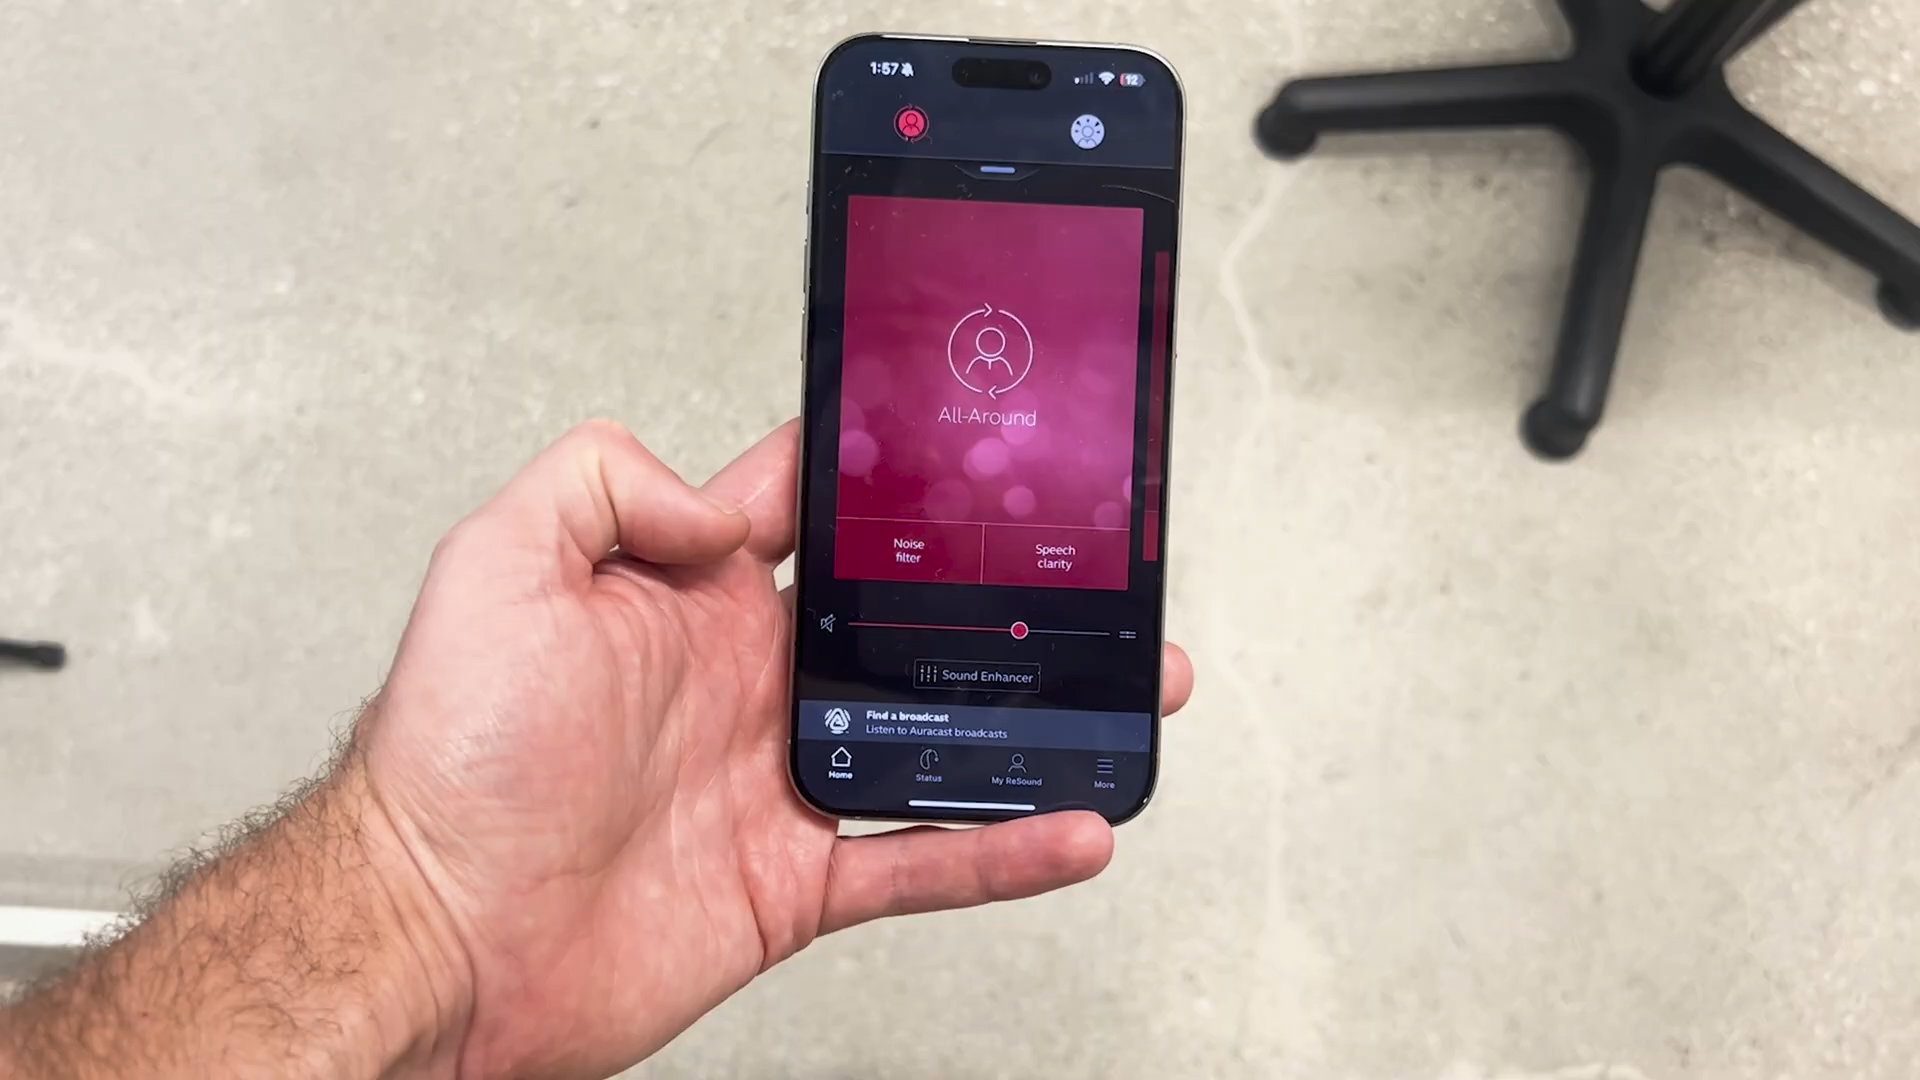 1:57
12
All-Around
Noise
filter
Speech
clarity
Sound Enhancer
Find a broadcast
Listen to Auracast broadcasts
Home
Status
My ReSound
More